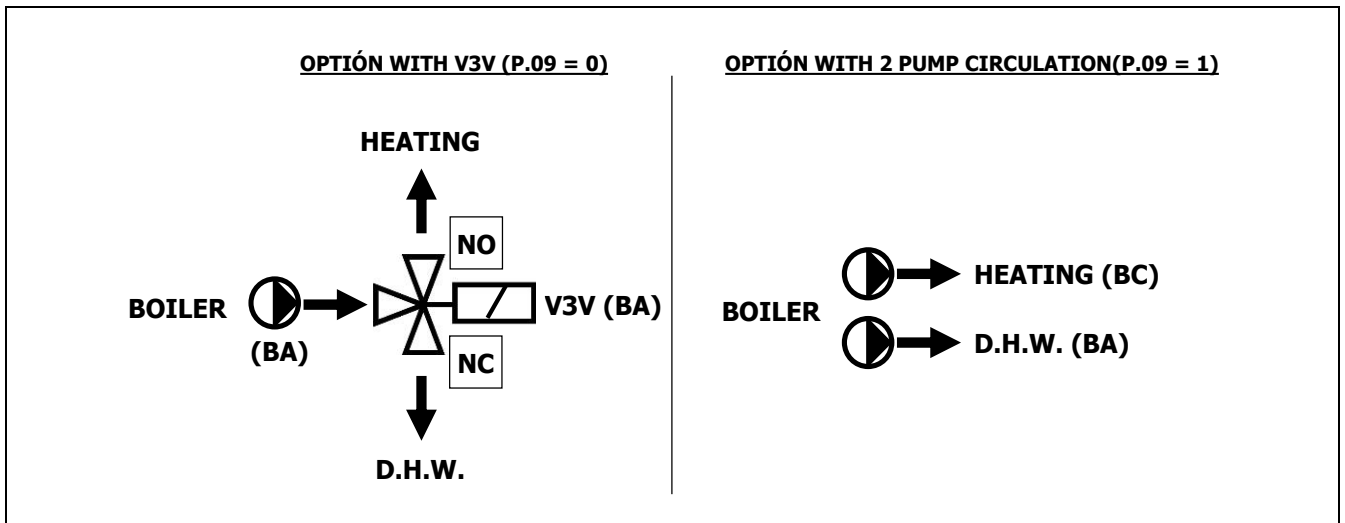 OPTIÓN WITH V3V (P.09 = 0)
HEATING
NO
BOILER
V3V (BA)
(BA)
NC
D.H.W.
OPTIÓN WITH 2 PUMP CIRCULATION(P.09 = 1)
HEATING (BC)
BOILER
D.H.W. (BA)